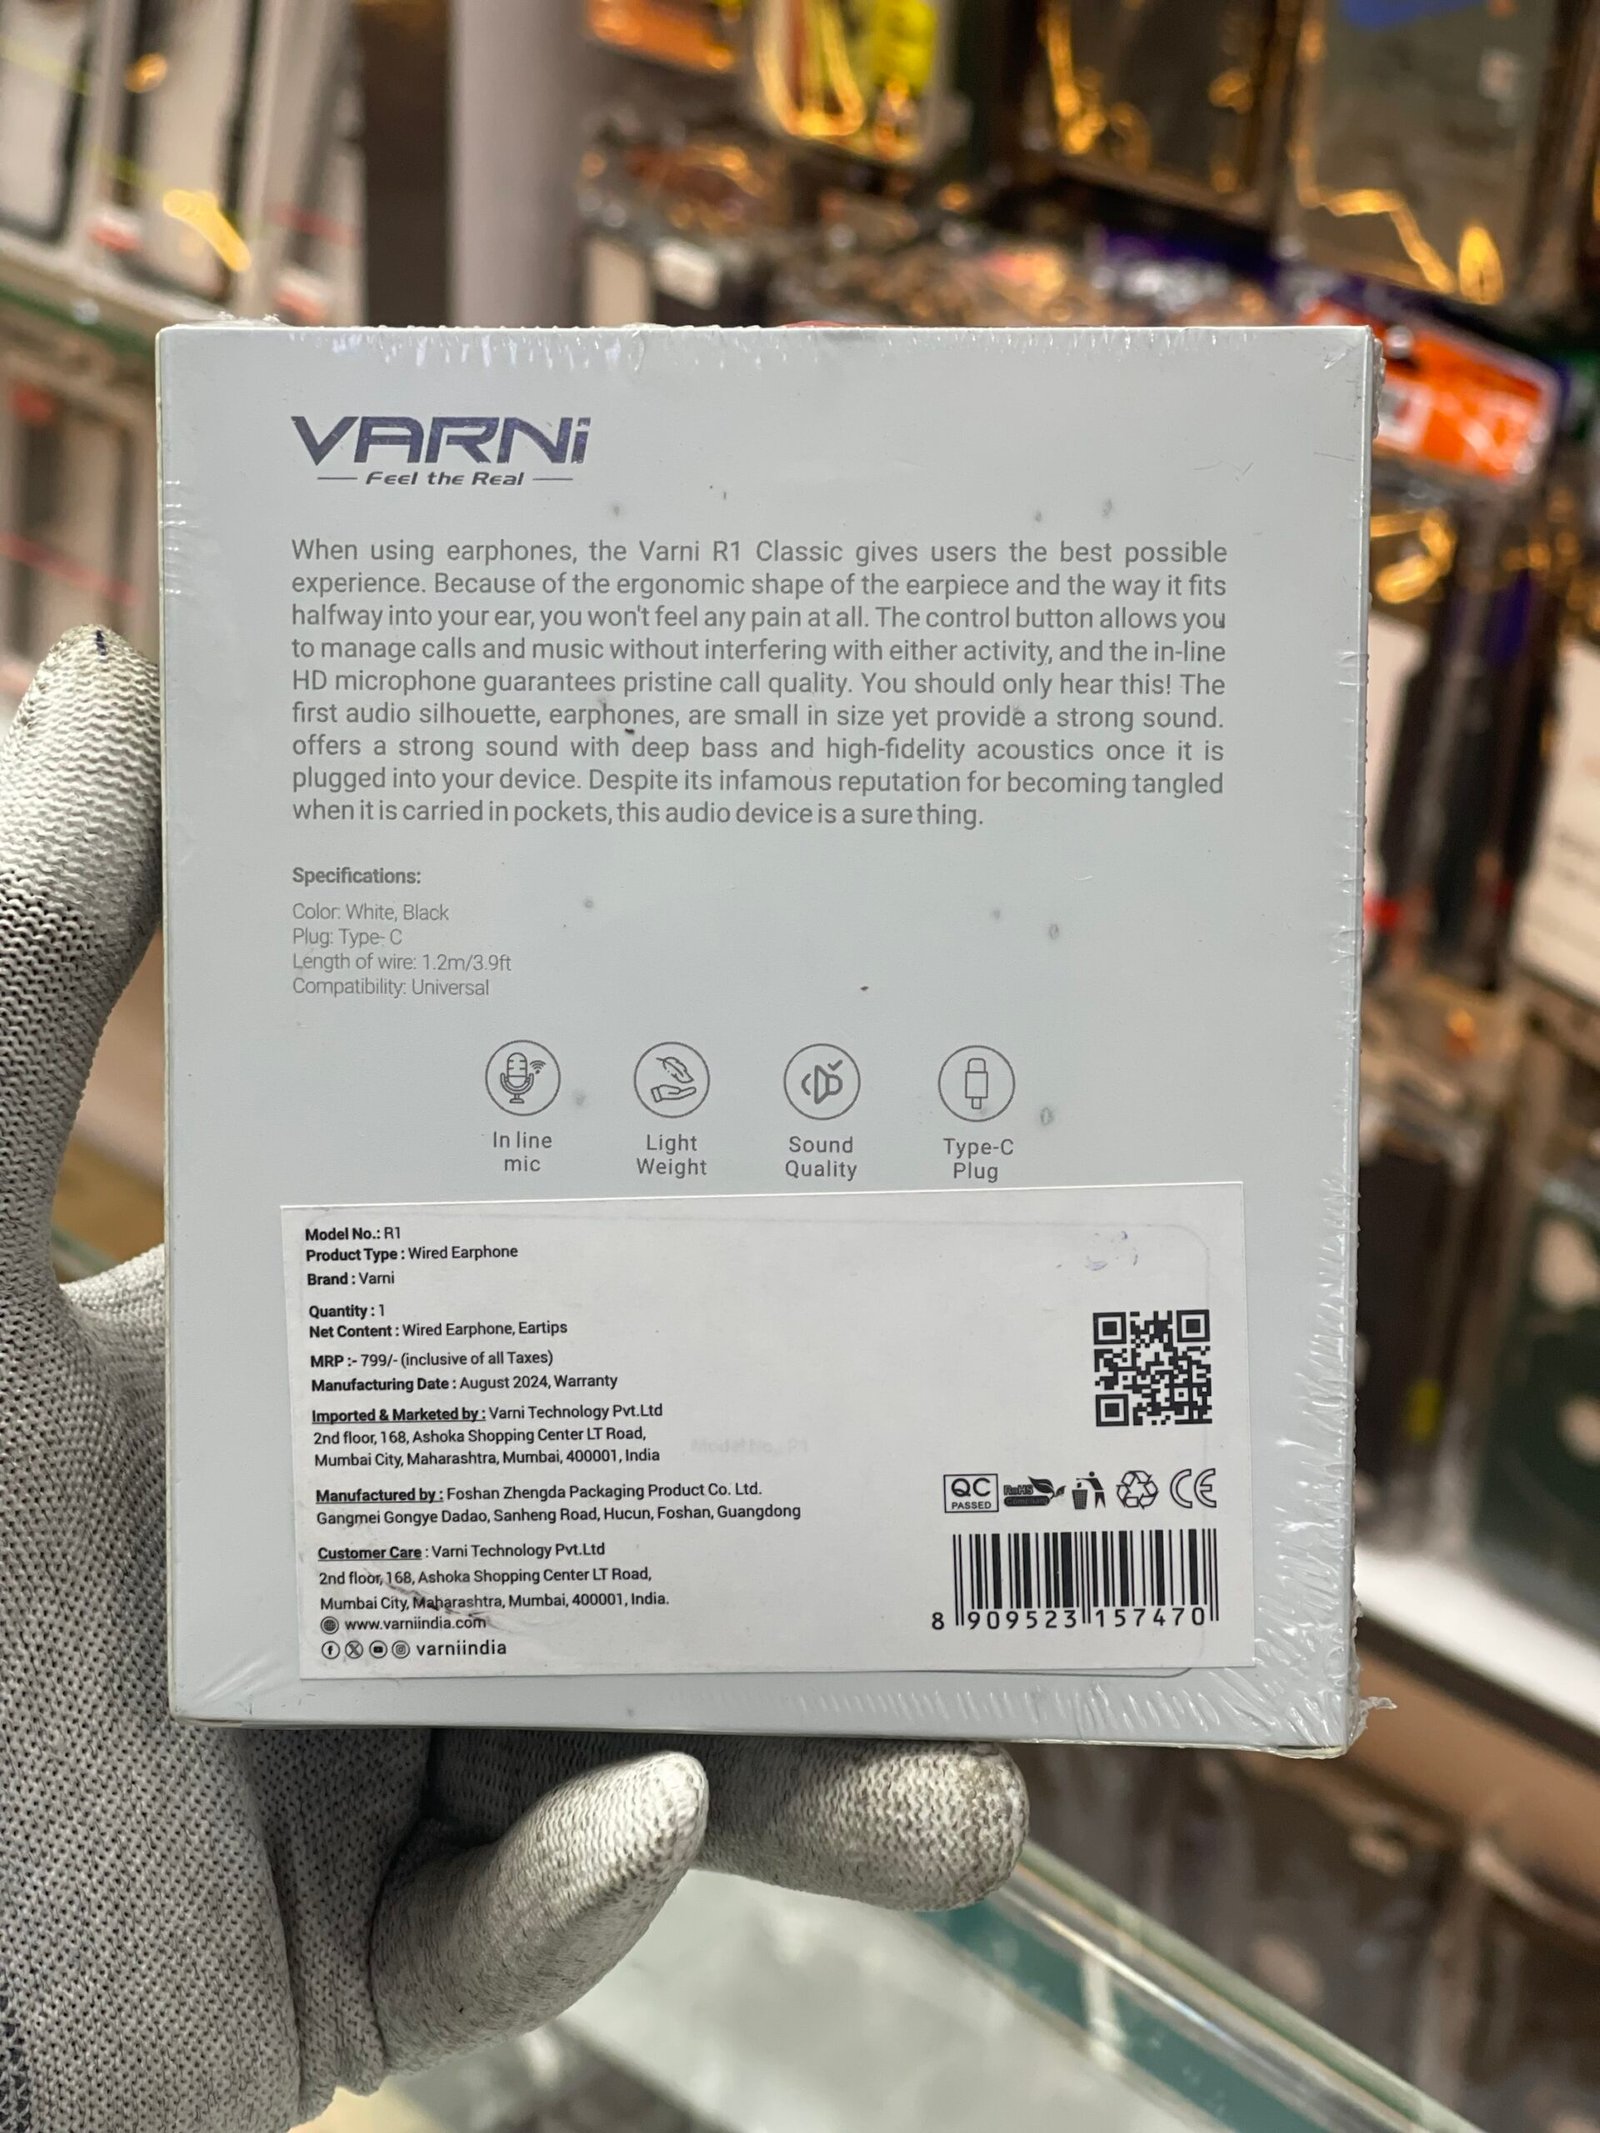 VARNi
Feel the Real
When using earphones, the Varni R1 Classic gives users the best possible
experience. Because of the ergonomic shape of the earpiece and the way it fits
halfway into your ear, you won't feel any pain at all. The control button allows you
to manage calls and music without interfering with either activity, and the in-line
HD microphone guarantees pristine call quality. You should only hear this! The
first audio silhouette, earphones, are small in size yet provide a strong sound.
offers a strong sound with deep bass and high-fidelity acoustics once it is
plugged into your device. Despite its infamous reputation for becoming tangled
when it is carried in pockets, this audio device is a sure thing.
Specifications:
Color: White, Black
Plug: Type- C
Length of wire: 1.2m/3.9ft
Compatibility: Universal
In line
mic
Light
Weight
Sound
Quality
Type-C
Plug
Model No.: R1
Product Type : Wired Earphone
Brand : Varni
Quantity : 1
Net Content : Wired Earphone, Eartips
MRP :- 799/- (inclusive of all Taxes)
Manufacturing Date : August 2024, Warranty
Imported & Marketed by : Varni Technology Pvt.Ltd
2nd floor, 168, Ashoka Shopping Center LT Road,
Mumbai City, Maharashtra, Mumbai, 400001, India
Manufactured by : Foshan Zhengda Packaging Product Co. Ltd.
Gangmei Gongye Dadao, Sanheng Road, Hucun, Foshan, Guangdong
Customer Care : Varni Technology Pvt.Ltd
2nd floor, 168, Ashoka Shopping Center LT Road,
Mumbai City, Maharashtra, Mumbai, 400001, India.
www.varniindia.com
varniindia
QC
PASSED
RoHS
Compliant
CE
8 909523 157470